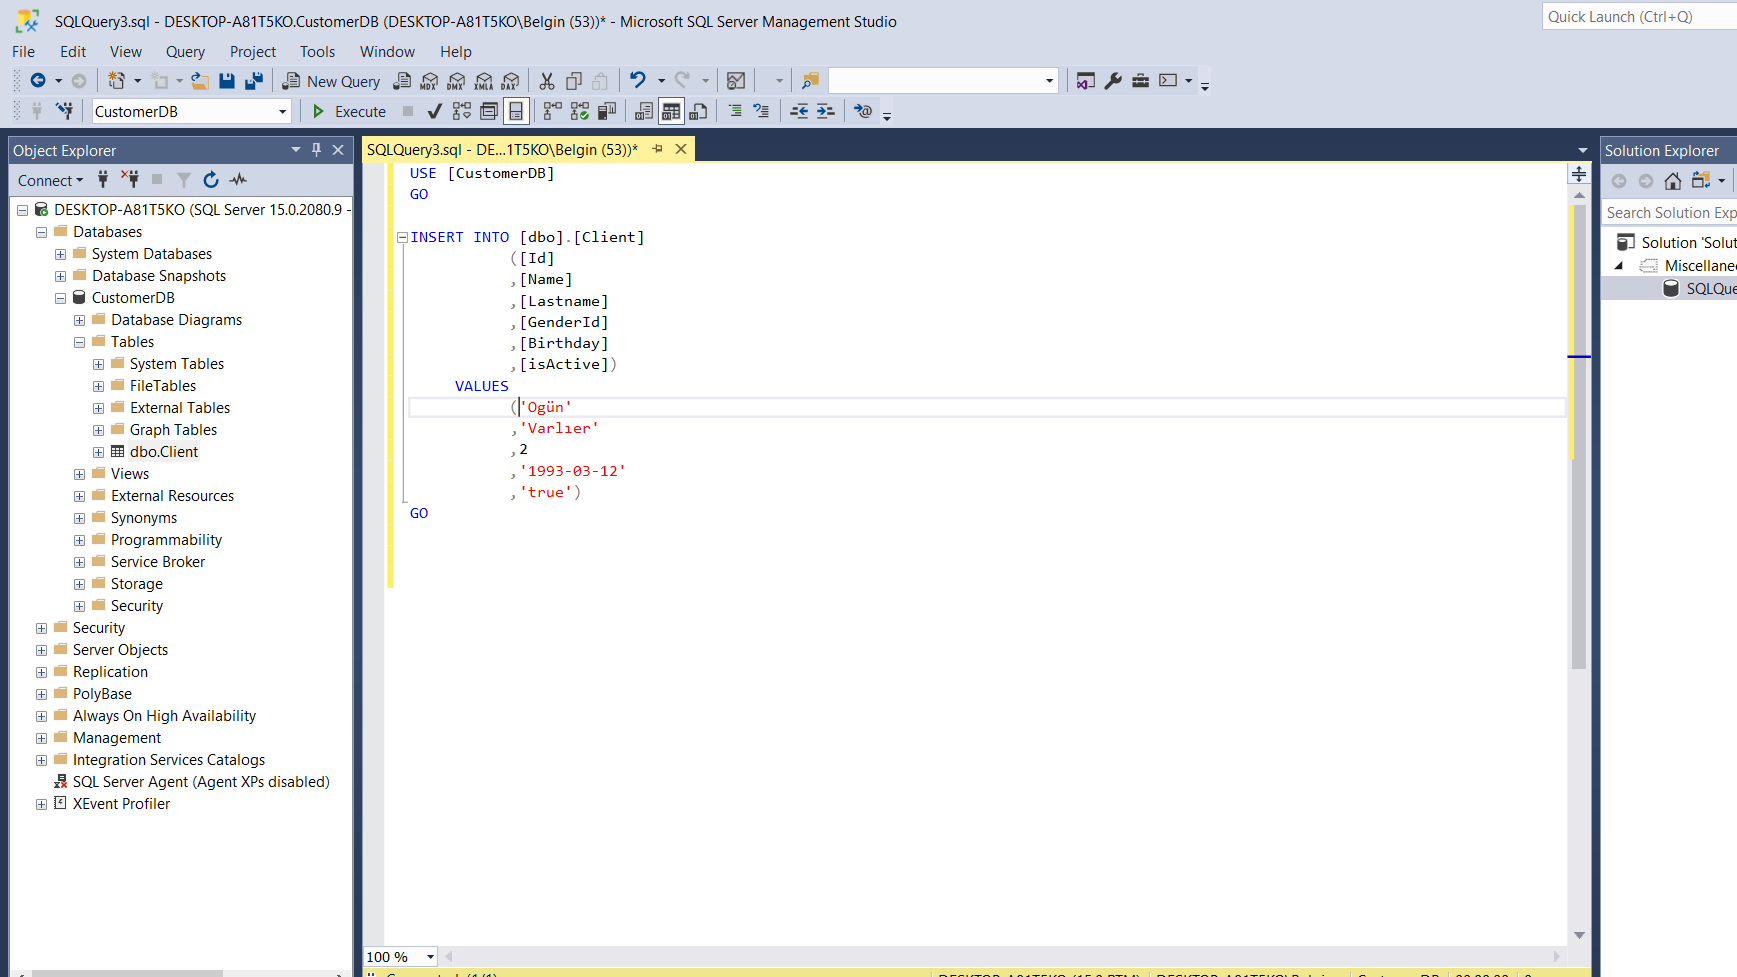 SQLQuery3.sql - DESKTOP-A81T5KO.CustomerDB (DESKTOP-A81T5KO\Belgin (53))* - Microsoft SQL Server Management Studio
Quick Launch (Ctrl+Q)
File Edit View Query Project Tools Window Help
New Query MDX DMX XMLA DAX
CustomerDB Execute
Object Explorer
Connect
DESKTOP-A81T5KO (SQL Server 15.0.2080.9 -
Databases
System Databases
Database Snapshots
CustomerDB
Database Diagrams
Tables
System Tables
FileTables
External Tables
Graph Tables
dbo.Client
Views
External Resources
Synonyms
Programmability
Service Broker
Storage
Security
Security
Server Objects
Replication
PolyBase
Always On High Availability
Management
Integration Services Catalogs
SQL Server Agent (Agent XPs disabled)
XEvent Profiler
SQLQuery3.sql - DE...1T5KO\Belgin (53))*
USE [CustomerDB]
GO
INSERT INTO [dbo].[Client]
([Id]
,[Name]
,[Lastname]
,[GenderId]
,[Birthday]
,[isActive])
VALUES
('Ogün'
,'Varlıer'
,2
,'1993-03-12'
,'true')
GO
100 %
Solution Explorer
Search Solution Exp
Solution 'Solut
Miscellane
SQLQue